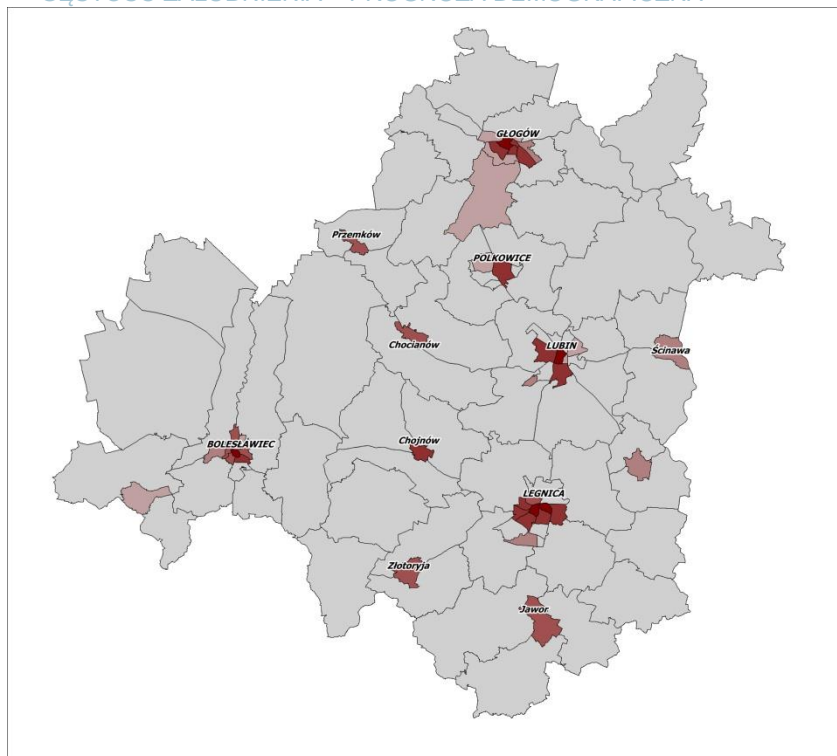 GŁOGÓW
Przemków
POLKOWICE
Chocianów
LUBIN
Ścinawa
BOLESŁAWIEC
Chojnów
LEGNICA
Złotoryja
Jawor